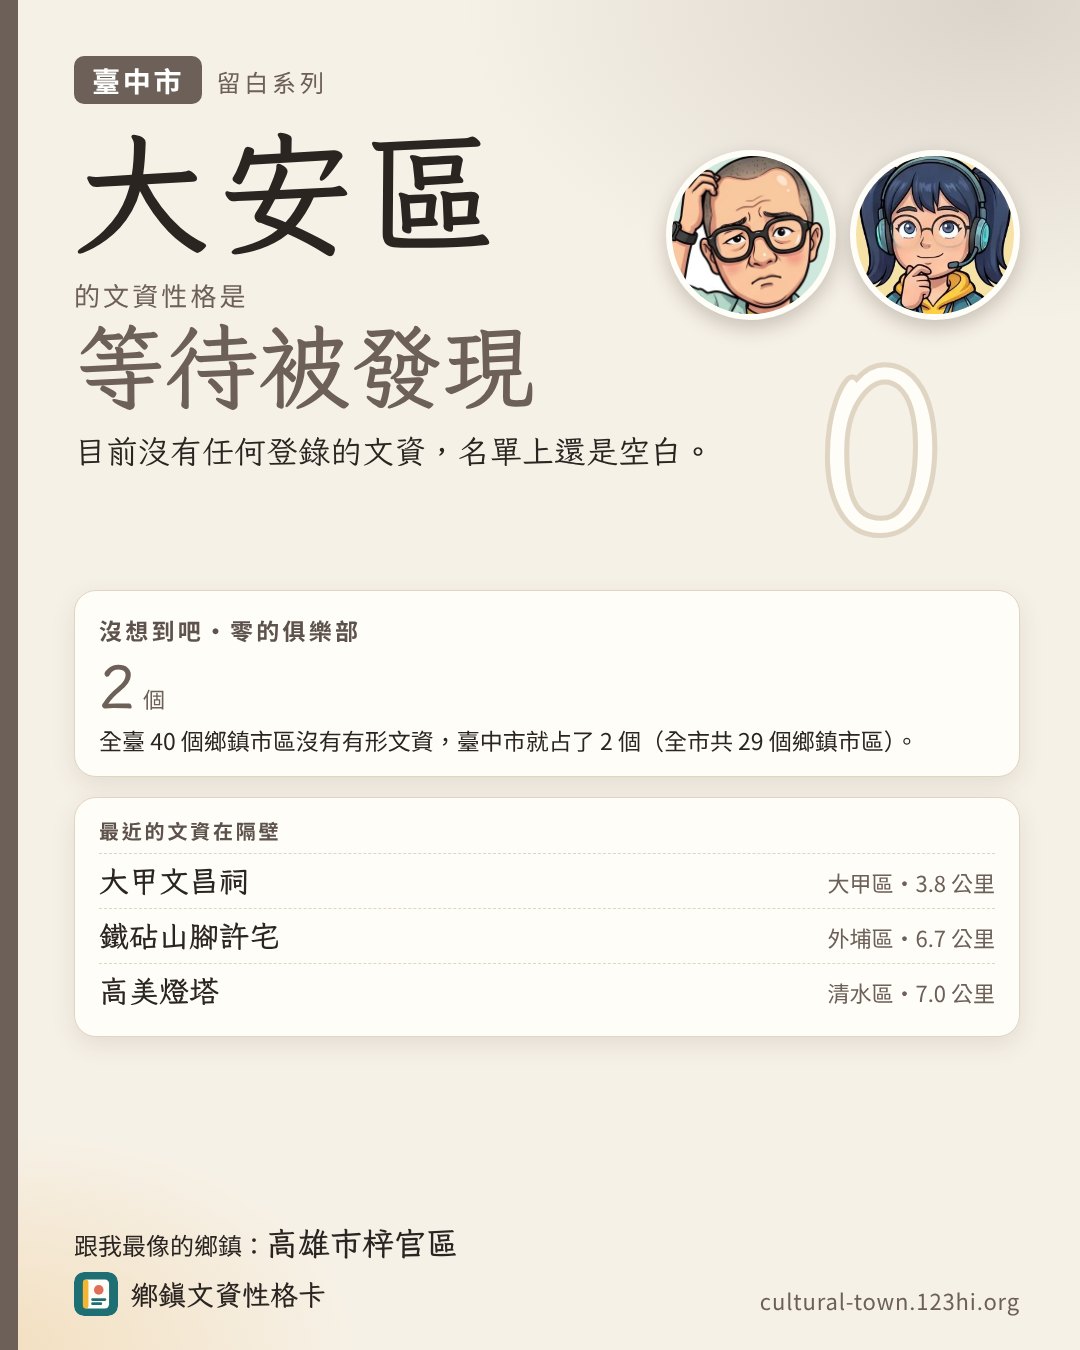 臺中市 留白系列
大安區
的文資性格是
等待被發現
目前沒有任何登錄的文資，名單上還是空白。
0
沒想到吧・零的俱樂部
2 個
全臺 40 個鄉鎮市區沒有有形文資，臺中市就占了 2 個（全市共 29 個鄉鎮市區）。
最近的文資在隔壁
大甲文昌祠 大甲區・3.8 公里
鐵砧山腳許宅 外埔區・6.7 公里
高美燈塔 清水區・7.0 公里
跟我最像的鄉鎮：高雄市梓官區
鄉鎮文資性格卡
cultural-town.123hi.org